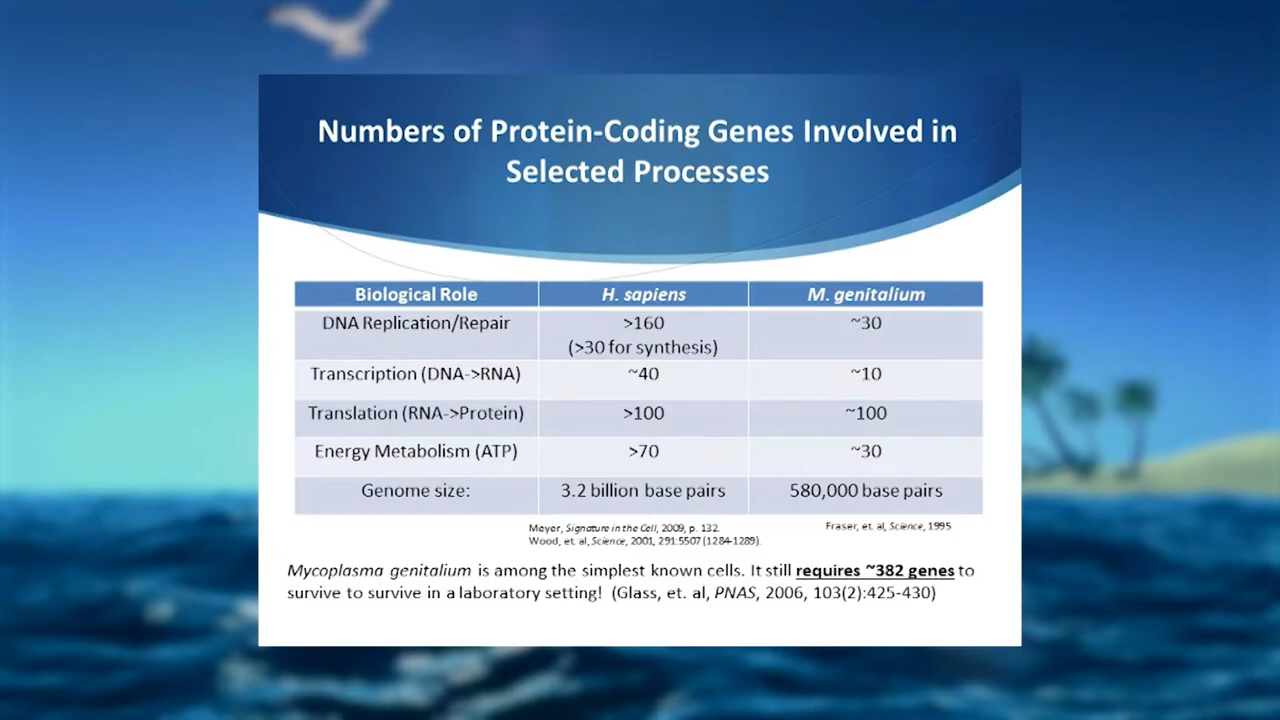 Numbers of Protein-Coding Genes Involved in
Selected Processes
Biological Role H. sapiens M. genitalium
DNA Replication/Repair >160 ~30
(>30 for synthesis)
Transcription (DNA->RNA) ~40 ~10
Translation (RNA->Protein) >100 ~100
Energy Metabolism (ATP) >70 ~30
Genome size: 3.2 billion base pairs 580,000 base pairs
Meyer, Signature in the Cell, 2009, p. 132. Fraser, et. al, Science, 1995
Wood, et. al, Science, 2001, 291:5507 (1284-1289).
Mycoplasma genitalium is among the simplest known cells. It still requires ~382 genes to
survive to survive in a laboratory setting! (Glass, et. al, PNAS, 2006, 103(2):425-430)